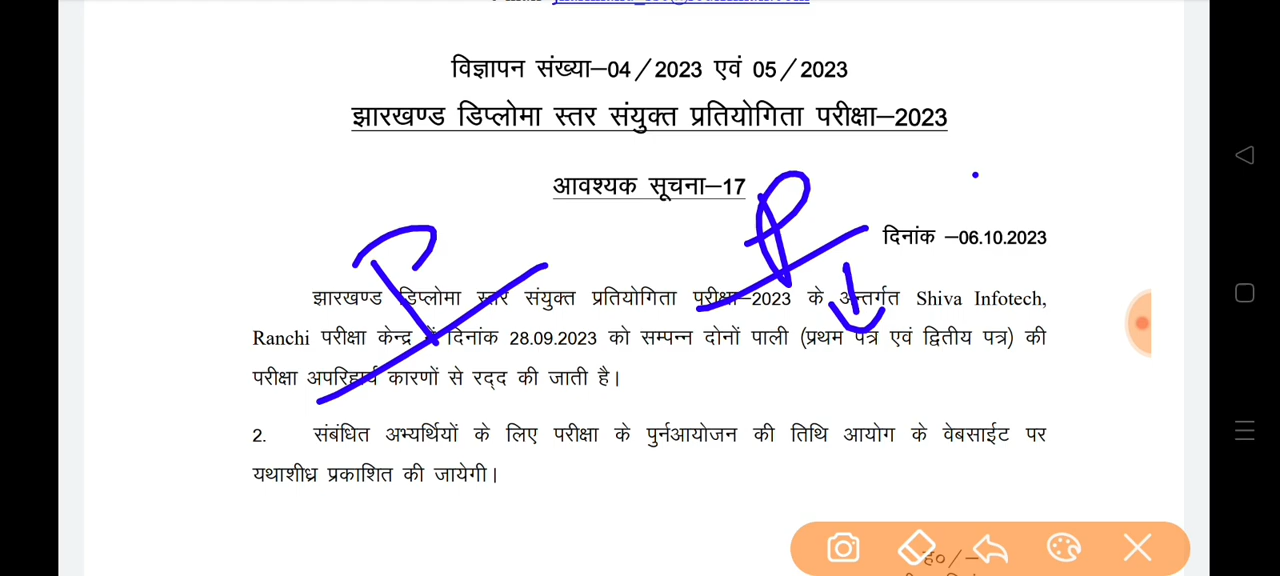 विज्ञापन संख्या–04/2023 एवं 05/2023
झारखण्ड डिप्लोमा स्तर संयुक्त प्रतियोगिता परीक्षा–2023
आवश्यक सूचना–17
दिनांक –06.10.2023
झारखण्ड डिप्लोमा स्तर संयुक्त प्रतियोगिता परीक्षा–2023 के अन्तर्गत Shiva Infotech,
Ranchi परीक्षा केन्द्र में दिनांक 28.09.2023 को सम्पन्न दोनों पाली (प्रथम पत्र एवं द्वितीय पत्र) की
परीक्षा अपरिहार्य कारणों से रद्द की जाती है।
2. संबंधित अभ्यर्थियों के लिए परीक्षा के पुर्नआयोजन की तिथि आयोग के वेबसाईट पर
यथाशीध्र प्रकाशित की जायेगी।
ह०/–